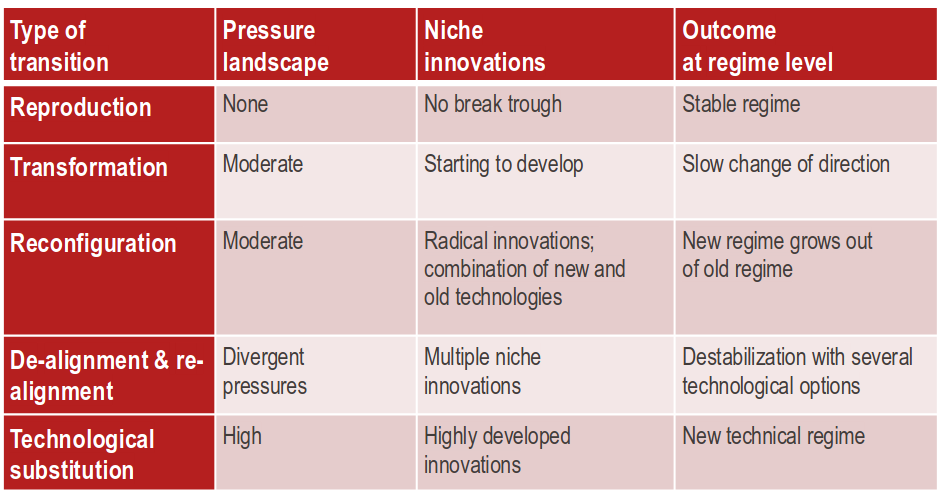 Type of
transition
Pressure
landscape
Niche
innovations
Outcome
at regime level
Reproduction
None
No break trough
Stable regime
Transformation
Moderate
Starting to develop
Slow change of direction
Reconfiguration
Moderate
Radical innovations;
combination of new and
old technologies
New regime grows out
of old regime
De-alignment & re-
alignment
Divergent
pressures
Multiple niche
innovations
Destabilization with several
technological options
Technological
substitution
High
Highly developed
innovations
New technical regime